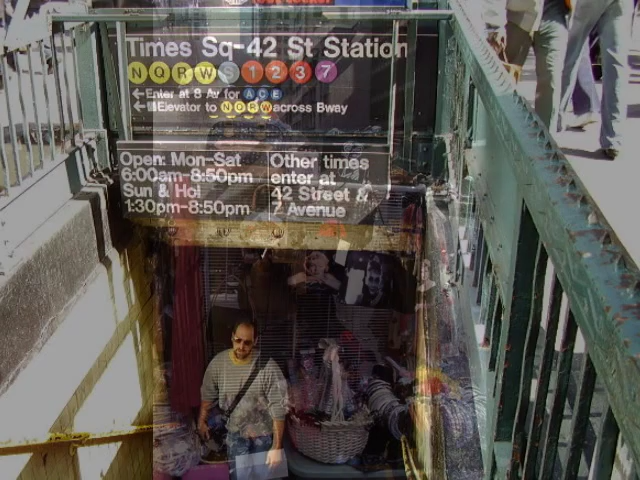 Times Sq-42 St Station
N Q R W S 1 2 3 7
Enter at 8 Av for A C E
Elevator to N Q R W across Bway
Open: Mon-Sat
6:00am-8:50pm
Sun & Hol
1:30pm-8:50pm
Other times
enter at
42 Street &
7 Avenue